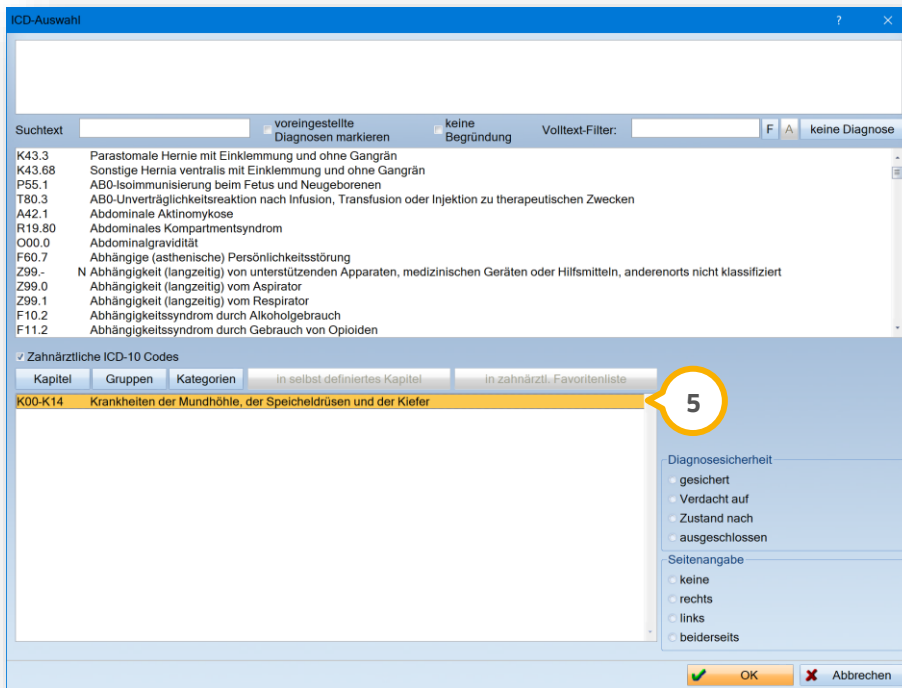 ICD-Auswahl ?
Suchtext voreingestellte Diagnosen markieren keine Begründung Volltext-Filter: F A keine Diagnose
K43.3 Parastomale Hernie mit Einklemmung und ohne Gangrän
K43.68 Sonstige Hernia ventralis mit Einklemmung und ohne Gangrän
P55.1 AB0-Isoimmunisierung beim Fetus und Neugeborenen
T80.3 AB0-Unverträglichkeitsreaktion nach Infusion, Transfusion oder Injektion zu therapeutischen Zwecken
A42.1 Abdominale Aktinomykose
R19.80 Abdominales Kompartmentsyndrom
O00.0 Abdominalgravidität
F60.7 Abhängige (asthenische) Persönlichkeitsstörung
Z99.- N Abhängigkeit (langzeitig) von unterstützenden Apparaten, medizinischen Geräten oder Hilfsmitteln, anderenorts nicht klassifiziert
Z99.0 Abhängigkeit (langzeitig) vom Aspirator
Z99.1 Abhängigkeit (langzeitig) vom Respirator
F10.2 Abhängigkeitssyndrom durch Alkoholgebrauch
F11.2 Abhängigkeitssyndrom durch Gebrauch von Opioiden
Zahnärztliche ICD-10 Codes
Kapitel Gruppen Kategorien in selbst definiertes Kapitel in zahnärztl. Favoritenliste
K00-K14 Krankheiten der Mundhöhle, der Speicheldrüsen und der Kiefer
5
Diagnosesicherheit
gesichert
Verdacht auf
Zustand nach
ausgeschlossen
Seitenangabe
keine
rechts
links
beiderseits
OK Abbrechen